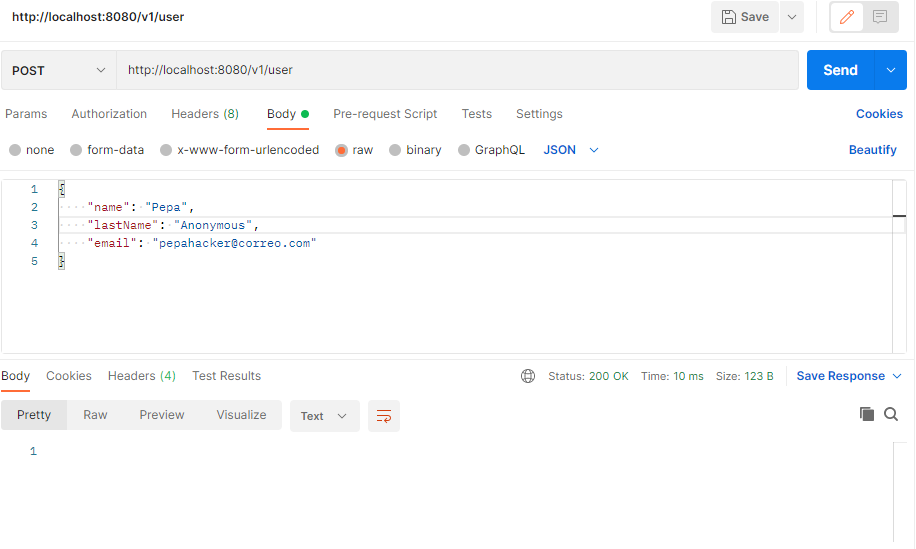 http://localhost:8080/v1/user Save
POST http://localhost:8080/v1/user Send
Params Authorization Headers (8) Body Pre-request Script Tests Settings Cookies
none form-data x-www-form-urlencoded raw binary GraphQL JSON Beautify
1 {
2 "name": "Pepa",
3 "lastName": "Anonymous",
4 "email": "pepahacker@correo.com"
5 }
Body Cookies Headers (4) Test Results Status: 200 OK Time: 10 ms Size: 123 B Save Response
Pretty Raw Preview Visualize Text
1